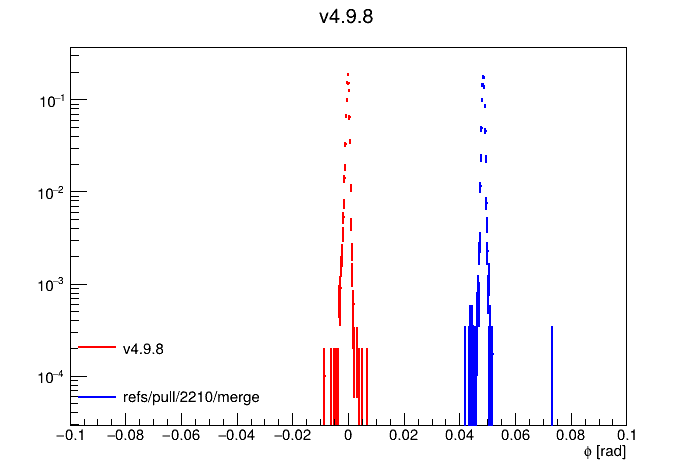 v4.9.8
10⁻¹
10⁻²
10⁻³
10⁻⁴
v4.9.8
refs/pull/2210/merge
−0.1 −0.08 −0.06 −0.04 −0.02 0 0.02 0.04 0.06 0.08 0.1
ϕ [rad]